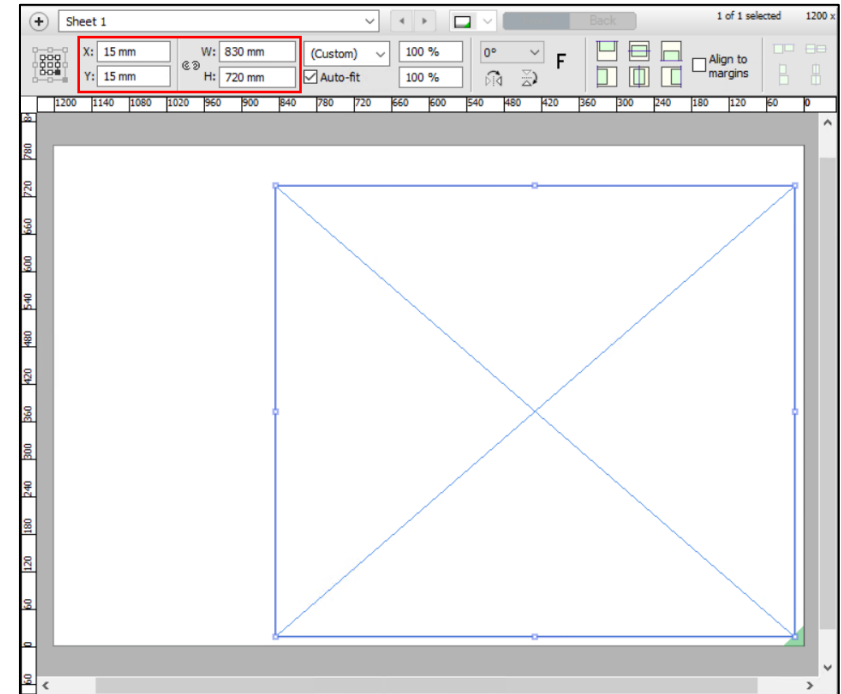 Sheet 1
Back
1 of 1 selected
1200 x
X: 15 mm
W: 830 mm
(Custom)
100 %
0°
F
Align to
margins
Y: 15 mm
H: 720 mm
Auto-fit
100 %
1200 1140 1080 1020 960 900 840 780 720 660 600 540 480 420 360 300 240 180 120 60 0
780
720
660
600
540
480
420
360
300
240
180
120
60
0
60